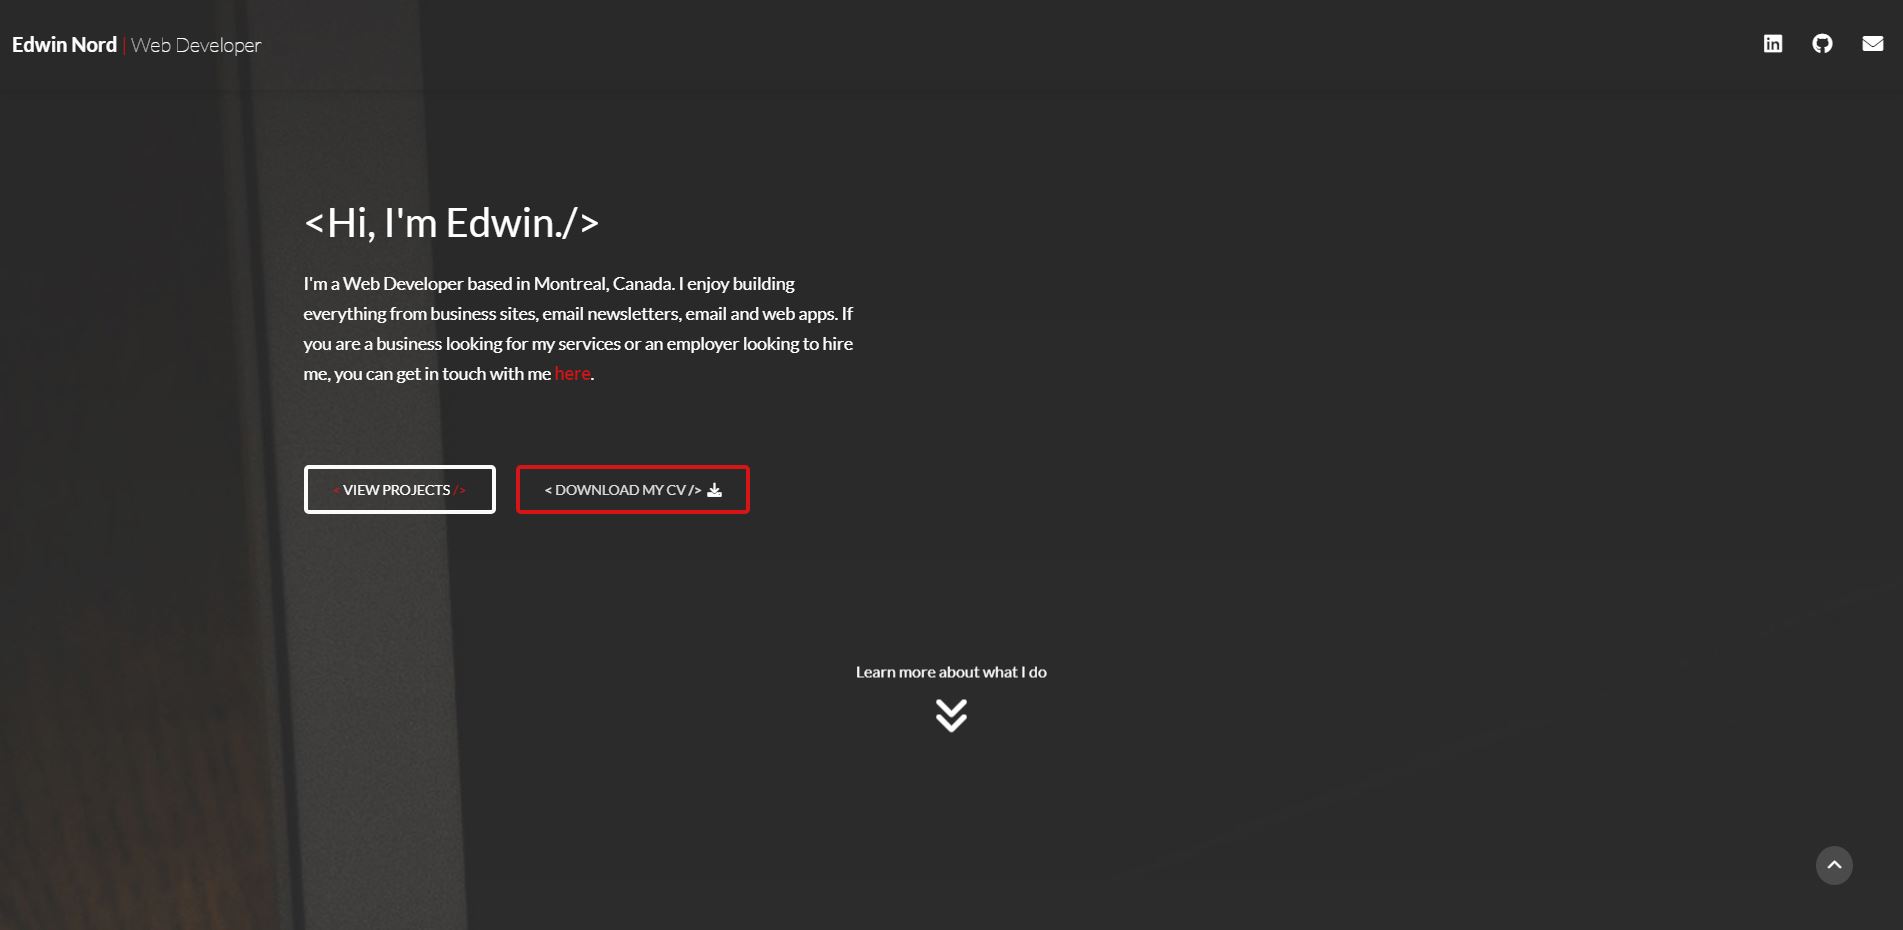 Edwin Nord | Web Developer
<Hi, I'm Edwin./>
I'm a Web Developer based in Montreal, Canada. I enjoy building
everything from business sites, email newsletters, email and web apps. If
you are a business looking for my services or an employer looking to hire
me, you can get in touch with me here.
< VIEW PROJECTS />
< DOWNLOAD MY CV />
Learn more about what I do